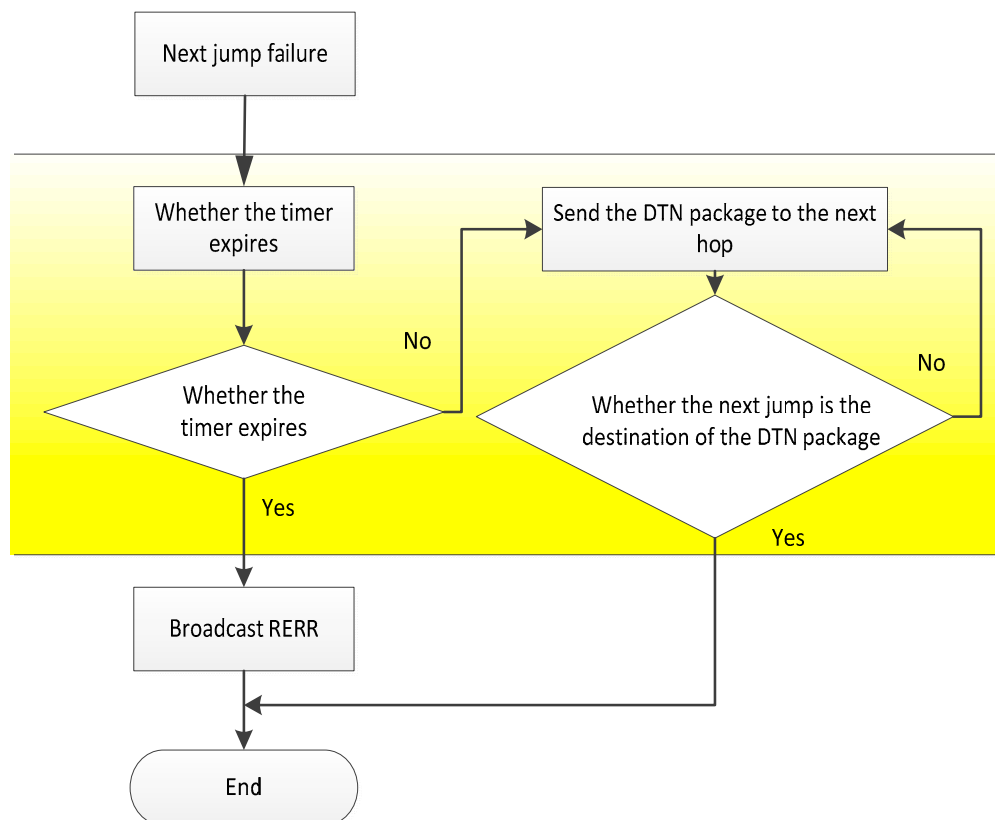 Next jump failure
Whether the timer
expires
Send the DTN package to the next
hop
No
No
Whether the
timer expires
Whether the next jump is the
destination of the DTN package
Yes
Yes
Broadcast RERR
End